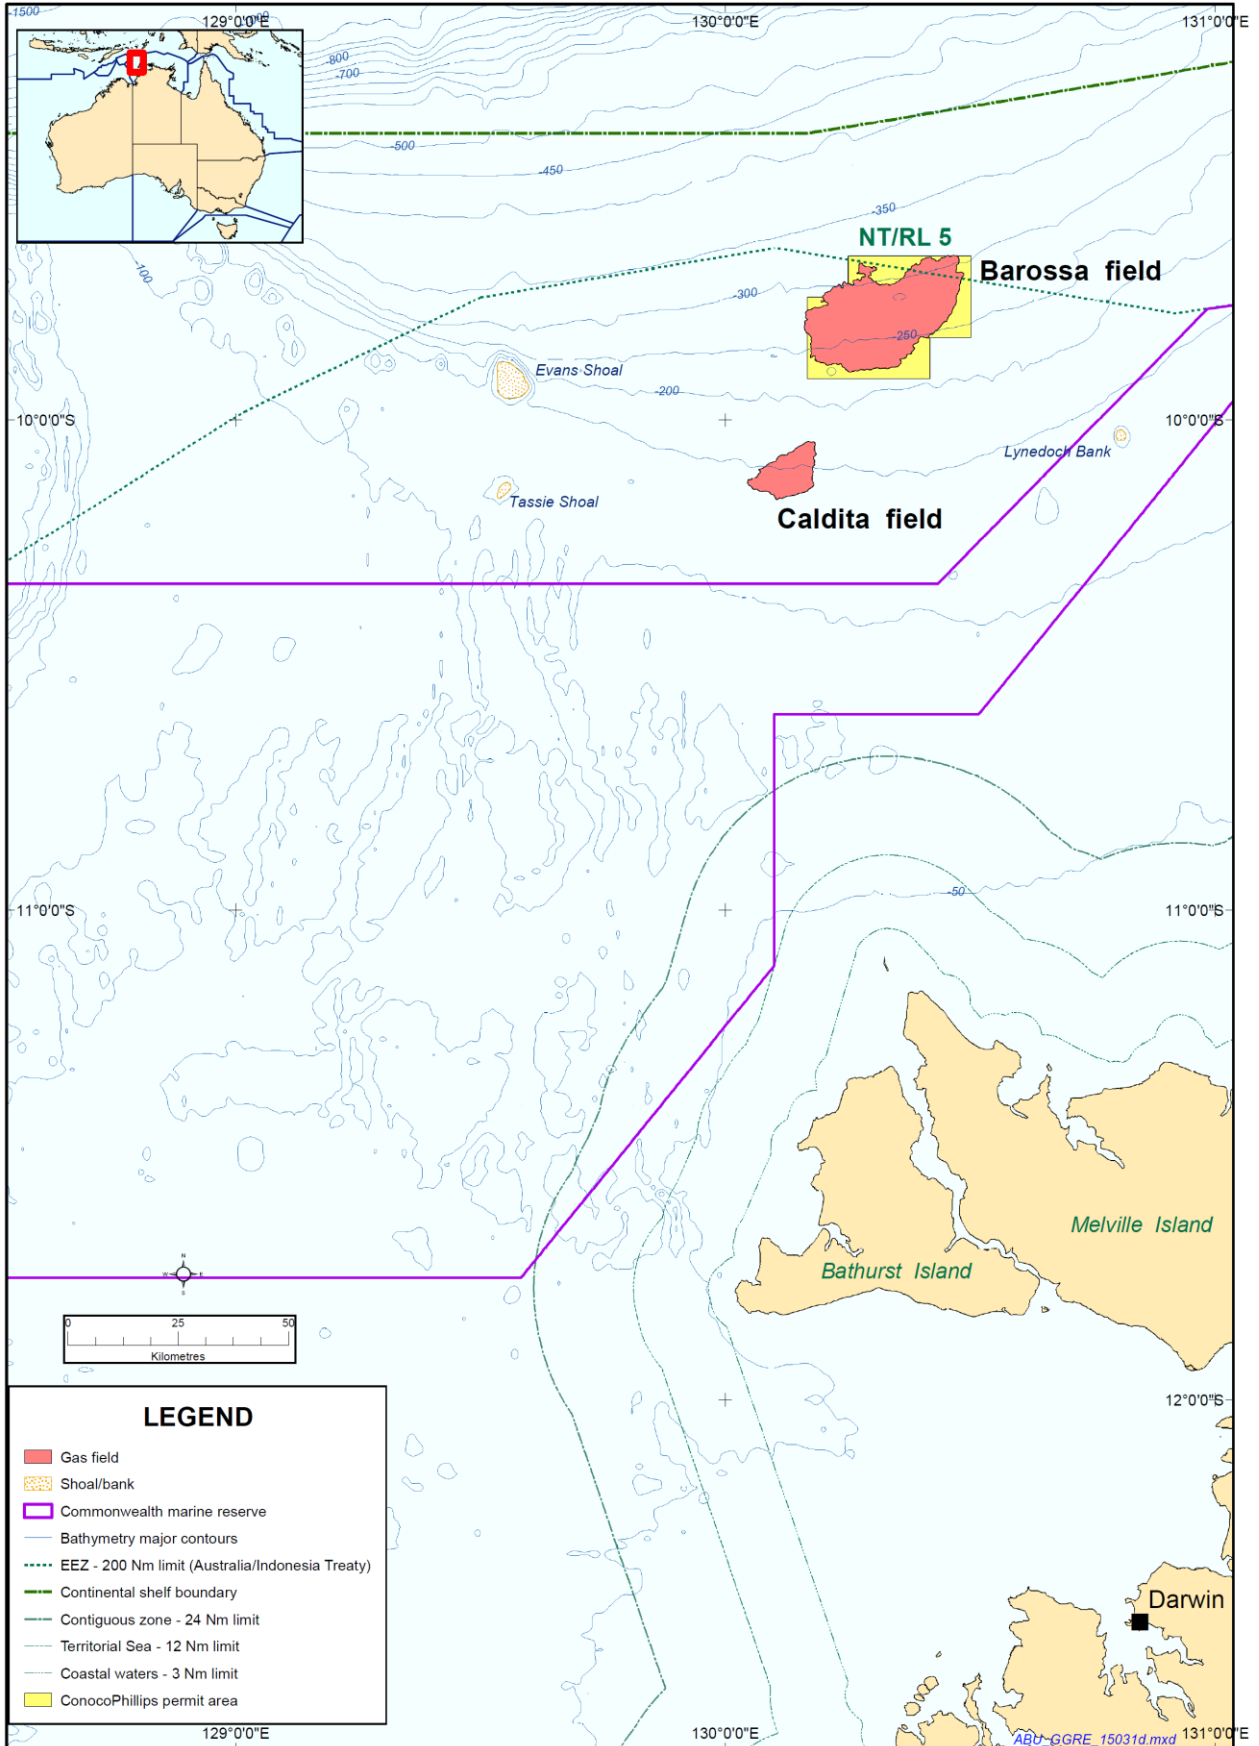 -1500
129°0'0"E
130°0'0"E
131°0'0"E
-800
-700
-500
-450
-350
-100
NT/RL 5
Barossa field
-300
-250
Evans Shoal
-200
10°0'0"S
10°0'0"S
Lynedoch Bank
Tassie Shoal
Caldita field
-50
11°0'0"S
11°0'0"S
Melville Island
Bathurst Island
N
W
E
S
0
25
50
Kilometres
12°0'0"S
LEGEND
Gas field
Shoal/bank
Commonwealth marine reserve
Bathymetry major contours
EEZ - 200 Nm limit (Australia/Indonesia Treaty)
Continental shelf boundary
Contiguous zone - 24 Nm limit
Territorial Sea - 12 Nm limit
Coastal waters - 3 Nm limit
ConocoPhillips permit area
Darwin
129°0'0"E
130°0'0"E
131°0'0"E
ABU_GGRE_15031d.mxd